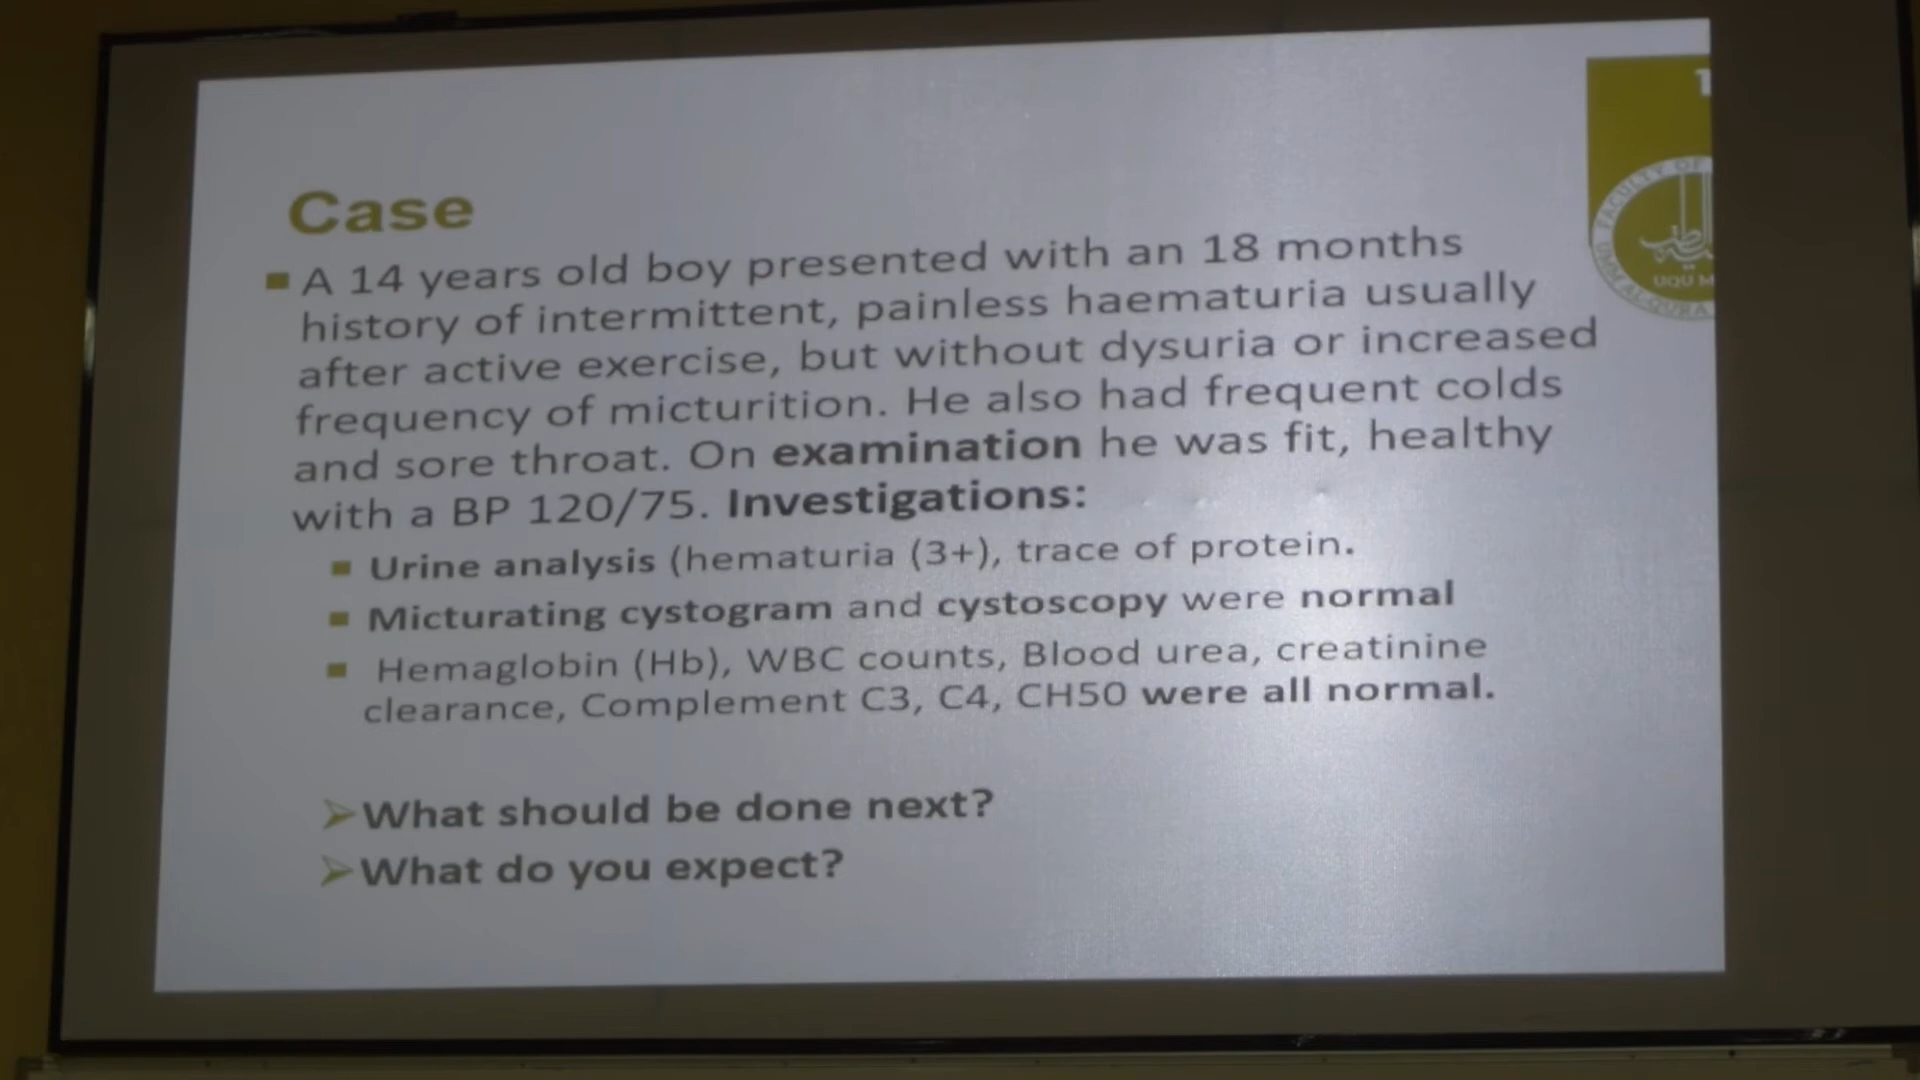 Case
A 14 years old boy presented with an 18 months
history of intermittent, painless haematuria usually
after active exercise, but without dysuria or increased
frequency of micturition. He also had frequent colds
and sore throat. On examination he was fit, healthy
with a BP 120/75. Investigations:
Urine analysis (hematuria (3+), trace of protein.
Micturating cystogram and cystoscopy were normal
Hemaglobin (Hb), WBC counts, Blood urea, creatinine
clearance, Complement C3, C4, CH50 were all normal.
What should be done next?
What do you expect?
FACULTY OF
UQU M